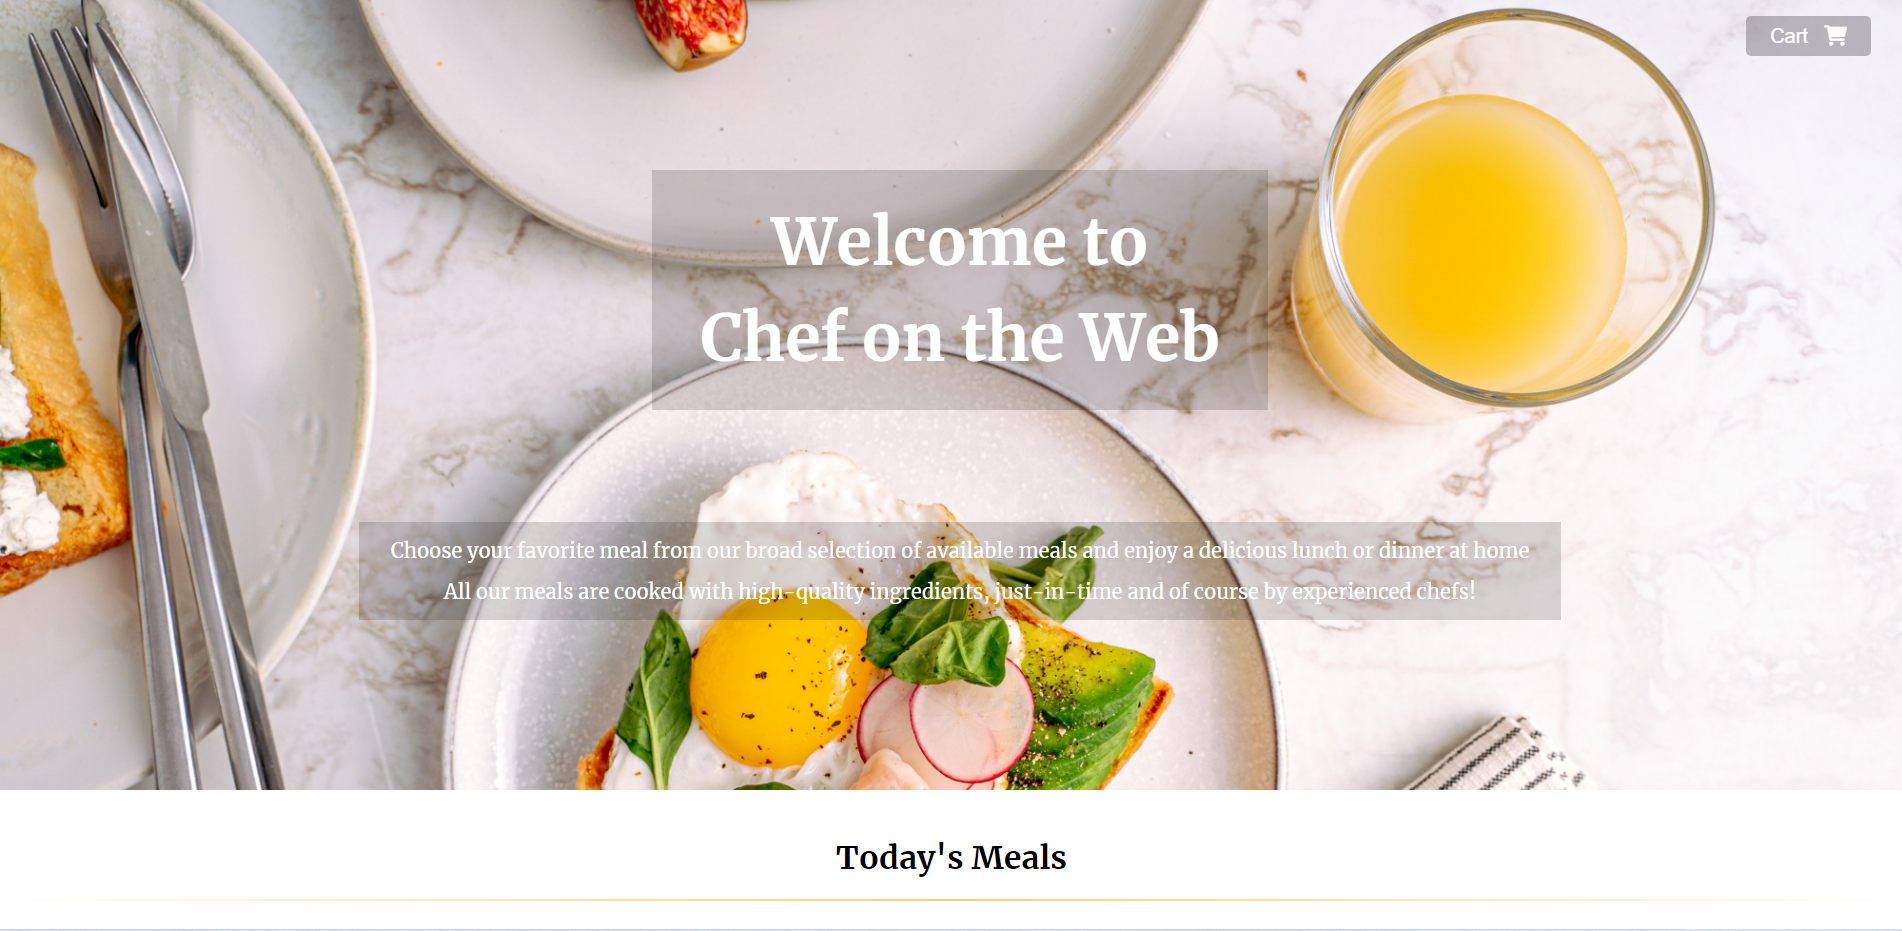 Cart
Welcome to
Chef on the Web
Choose your favorite meal from our broad selection of available meals and enjoy a delicious lunch or dinner at home
All our meals are cooked with high-quality ingredients, just-in-time and of course by experienced chefs!
Today's Meals